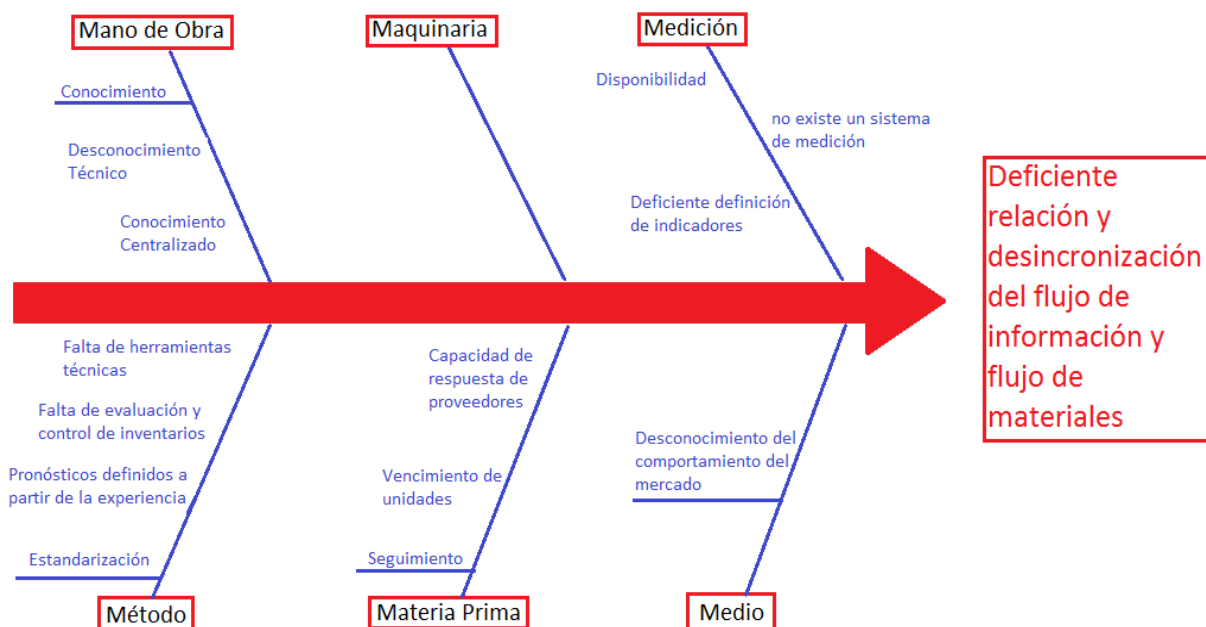 Mano de Obra
Maquinaria
Medición
Conocimiento
Desconocimiento
Técnico
Conocimiento
Centralizado
Disponibilidad
no existe un sistema
de medición
Deficiente definición
de indicadores
Deficiente
relación y
desincronización
del flujo de
información y
flujo de
materiales
Falta de herramientas
técnicas
Falta de evaluación y
control de inventarios
Pronósticos definidos a
partir de la experiencia
Estandarización
Capacidad de
respuesta de
proveedores
Vencimiento de
unidades
Seguimiento
Desconocimiento del
comportamiento del
mercado
Método
Materia Prima
Medio